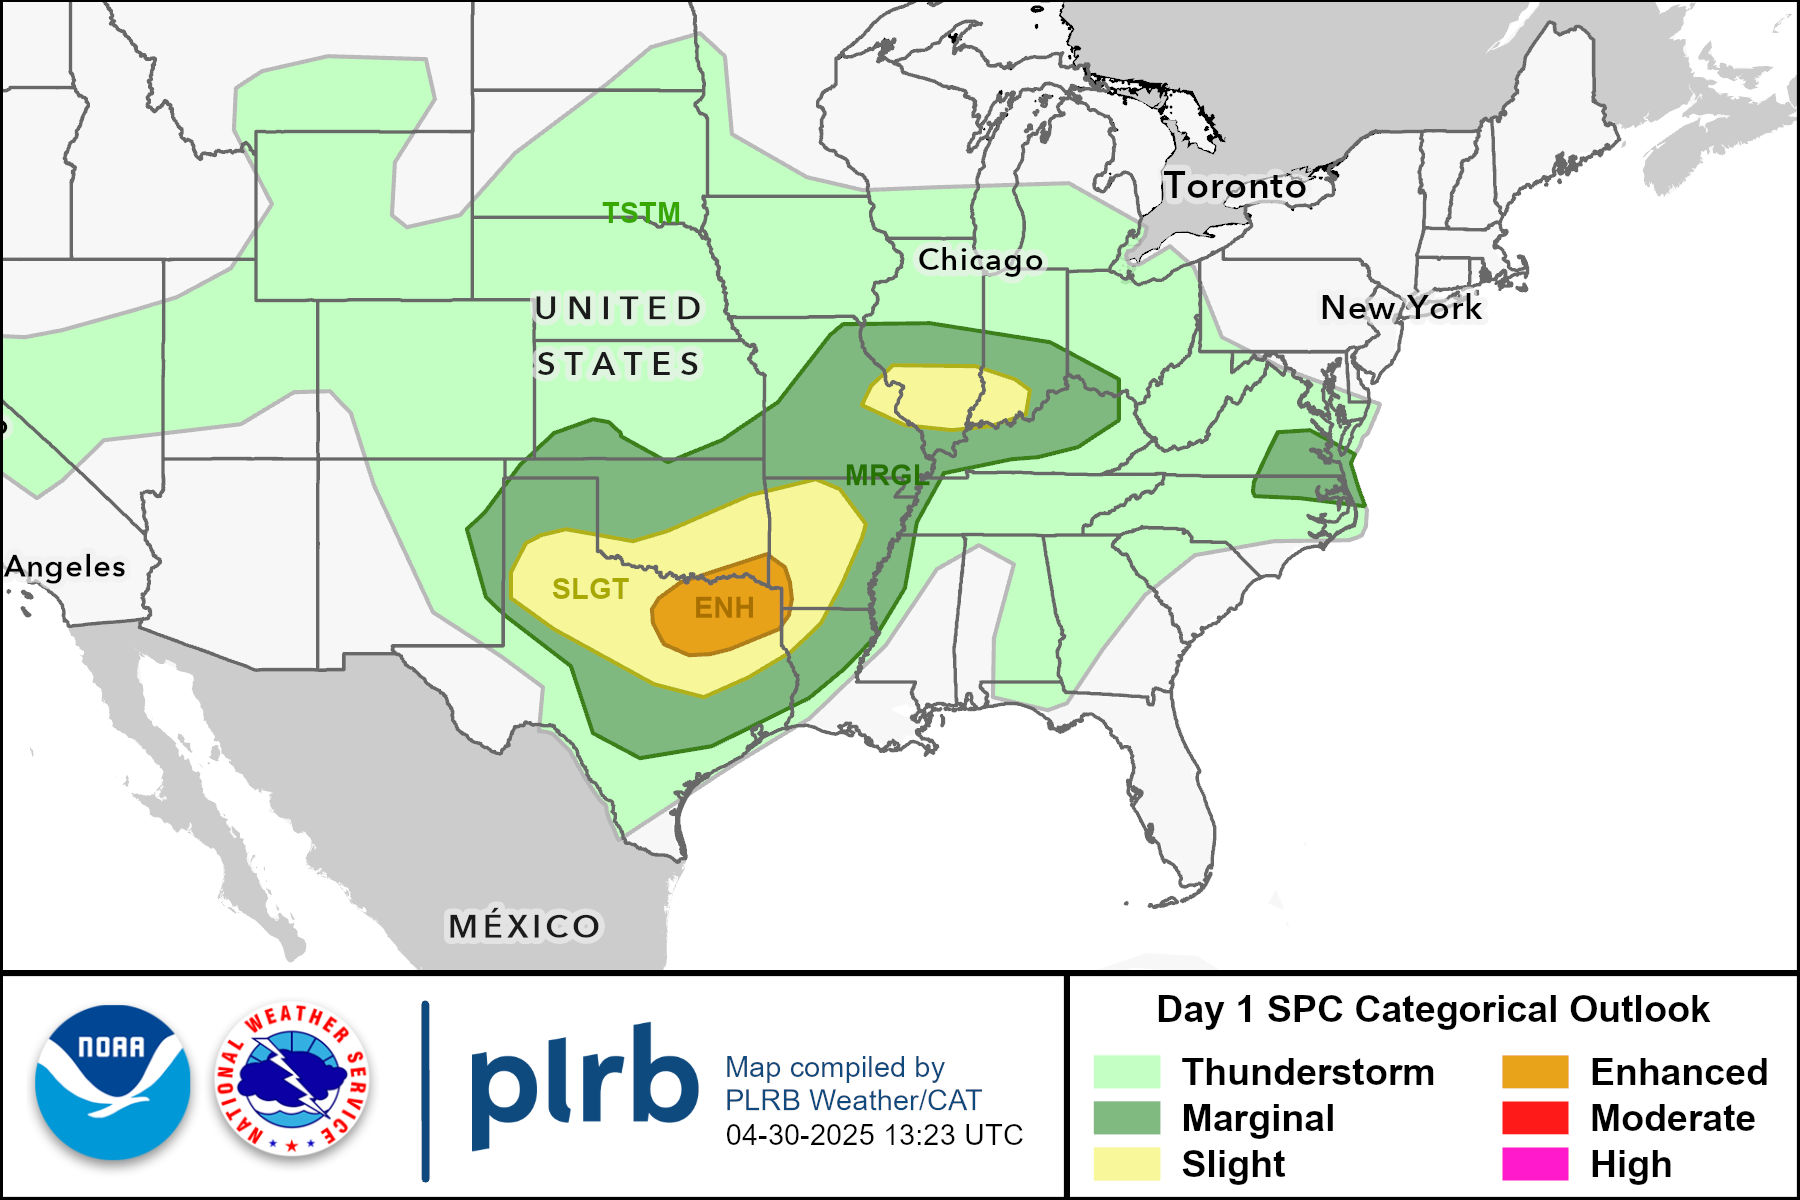 TSTM
Toronto
Chicago
New York
UNITED
STATES
MRGL
Angeles
SLGT
ENH
MÉXICO
NOAA
NATIONAL WEATHER SERVICE
plrb
Map compiled by
PLRB Weather/CAT
04-30-2025 13:23 UTC
Day 1 SPC Categorical Outlook
Thunderstorm
Marginal
Slight
Enhanced
Moderate
High